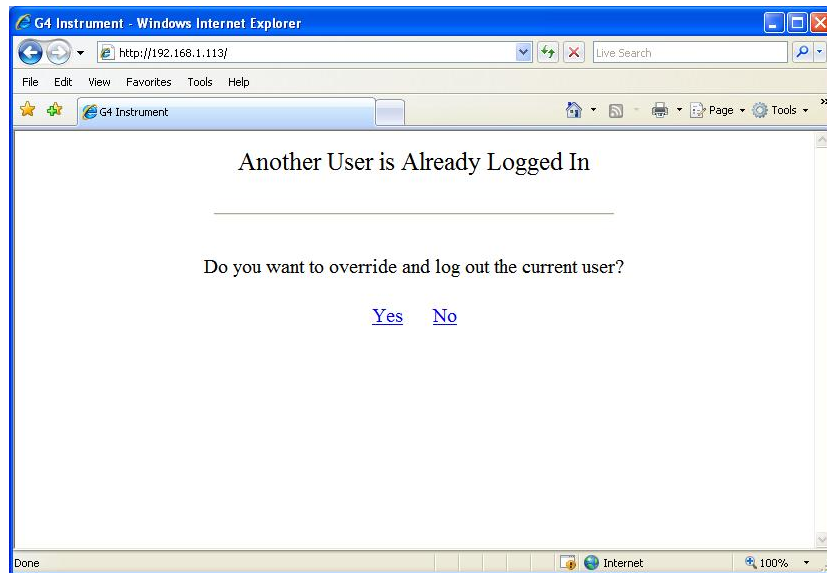 G4 Instrument - Windows Internet Explorer
http://192.168.1.113/
Live Search
File Edit View Favorites Tools Help
G4 Instrument
Page Tools »
Another User is Already Logged In
Do you want to override and log out the current user?
Yes No
Done Internet 100%